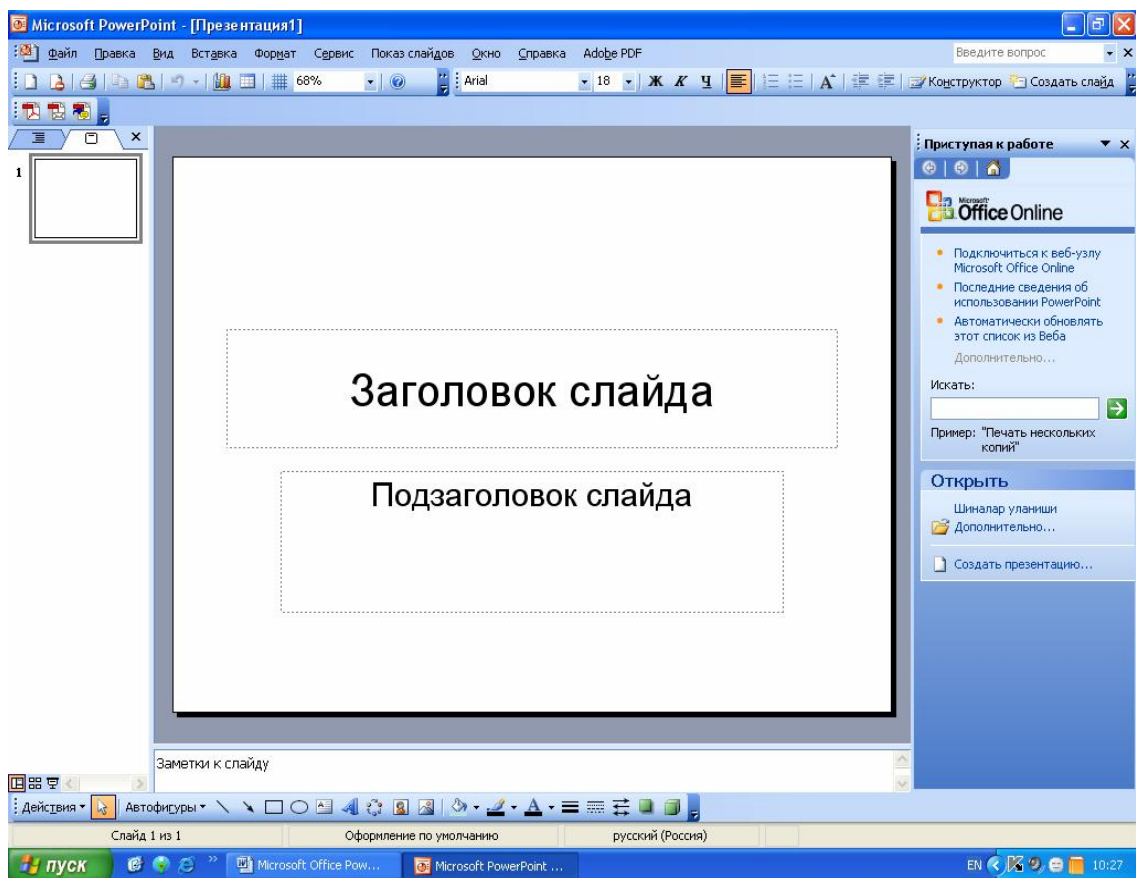 Microsoft PowerPoint - [Презентация1]
Файл Правка Вид Вставка Формат Сервис Показ слайдов Окно Справка Adobe PDF Введите вопрос
68% Arial 18 Ж К Ч Конструктор Создать слайд
Приступая к работе
1
Microsoft
Office Online
Подключиться к веб-узлу
Microsoft Office Online
Последние сведения об
использовании PowerPoint
Автоматически обновлять
этот список из Веба
Дополнительно...
Искать:
Пример: "Печать нескольких
копий"
Открыть
Шиналар уланиши
Дополнительно...
Создать презентацию...
Заголовок слайда
Подзаголовок слайда
Заметки к слайду
Действия Автофигуры
Слайд 1 из 1 Оформление по умолчанию русский (Россия)
пуск Microsoft Office Pow... Microsoft PowerPoint ... EN 10:27